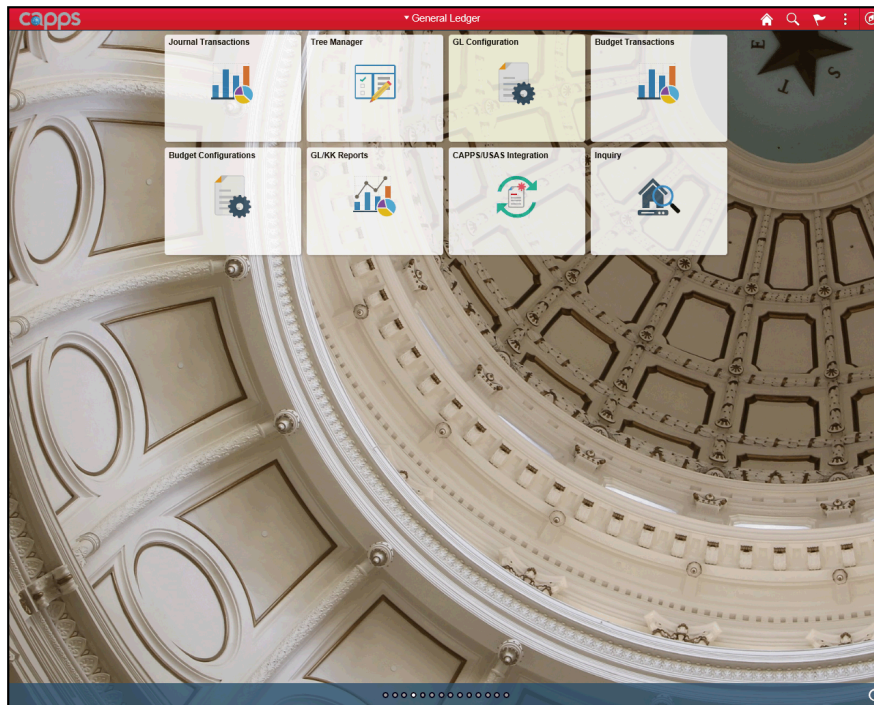 capps
General Ledger
Journal Transactions
Tree Manager
GL Configuration
Budget Transactions
Budget Configurations
GL/KK Reports
CAPPS/USAS Integration
Inquiry
E
T
S